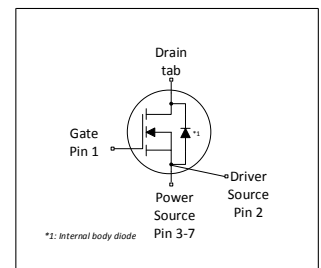 Drain
tab
*1
Gate
Pin 1
Driver
Source
Pin 2
Power
Source
Pin 3-7
*1: Internal body diode